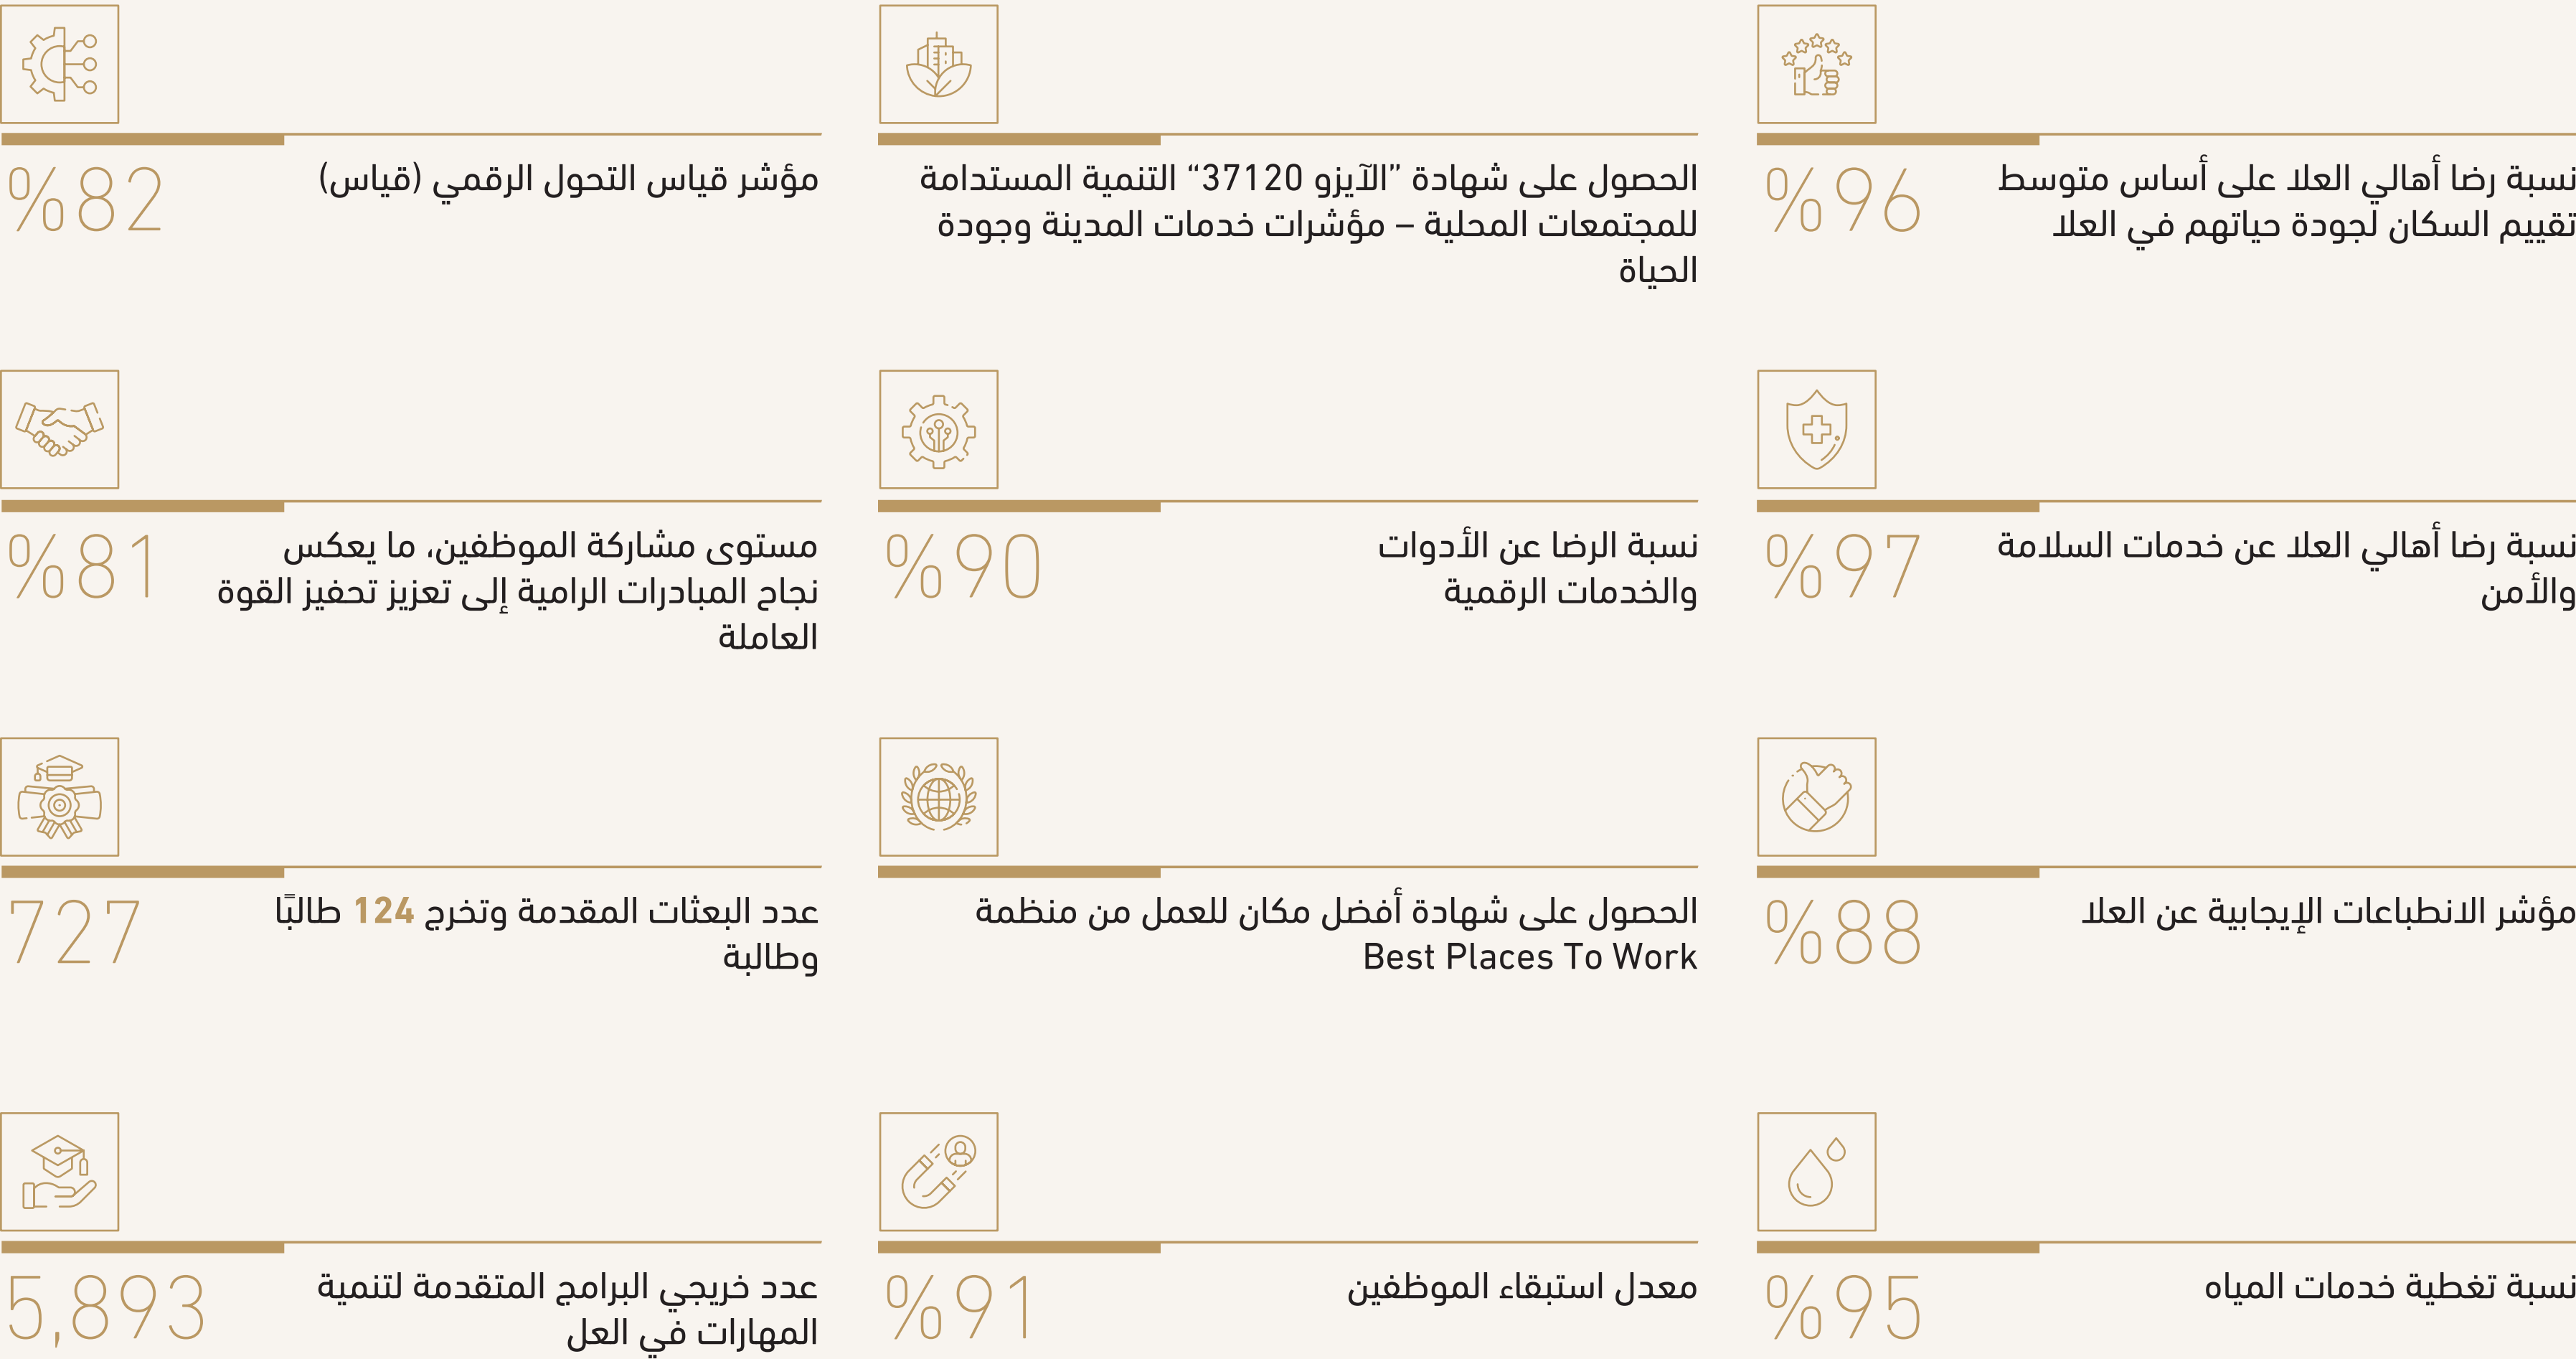 نسبة رضا أهالي العلا على أساس متوسط
تقييم السكان لجودة حياتهم في العلا
%96
الحصول على شهادة ”الآيزو 37120“ التنمية المستدامة
للمجتمعات المحلية – مؤشرات خدمات المدينة وجودة
الحياة
مؤشر قياس التحول الرقمي (قياس)
%82
نسبة رضا أهالي العلا عن خدمات السلامة
والأمن
%97
نسبة الرضا عن الأدوات
والخدمات الرقمية
%90
مستوى مشاركة الموظفين، ما يعكس
نجاح المبادرات الرامية إلى تعزيز تحفيز القوة
العاملة
%81
مؤشر الانطباعات الإيجابية عن العلا
%88
الحصول على شهادة أفضل مكان للعمل من منظمة
Best Places To Work
عدد البعثات المقدمة وتخرج 124 طالبًا
وطالبة
727
نسبة تغطية خدمات المياه
%95
معدل استبقاء الموظفين
%91
عدد خريجي البرامج المتقدمة لتنمية
المهارات في العل
5,893